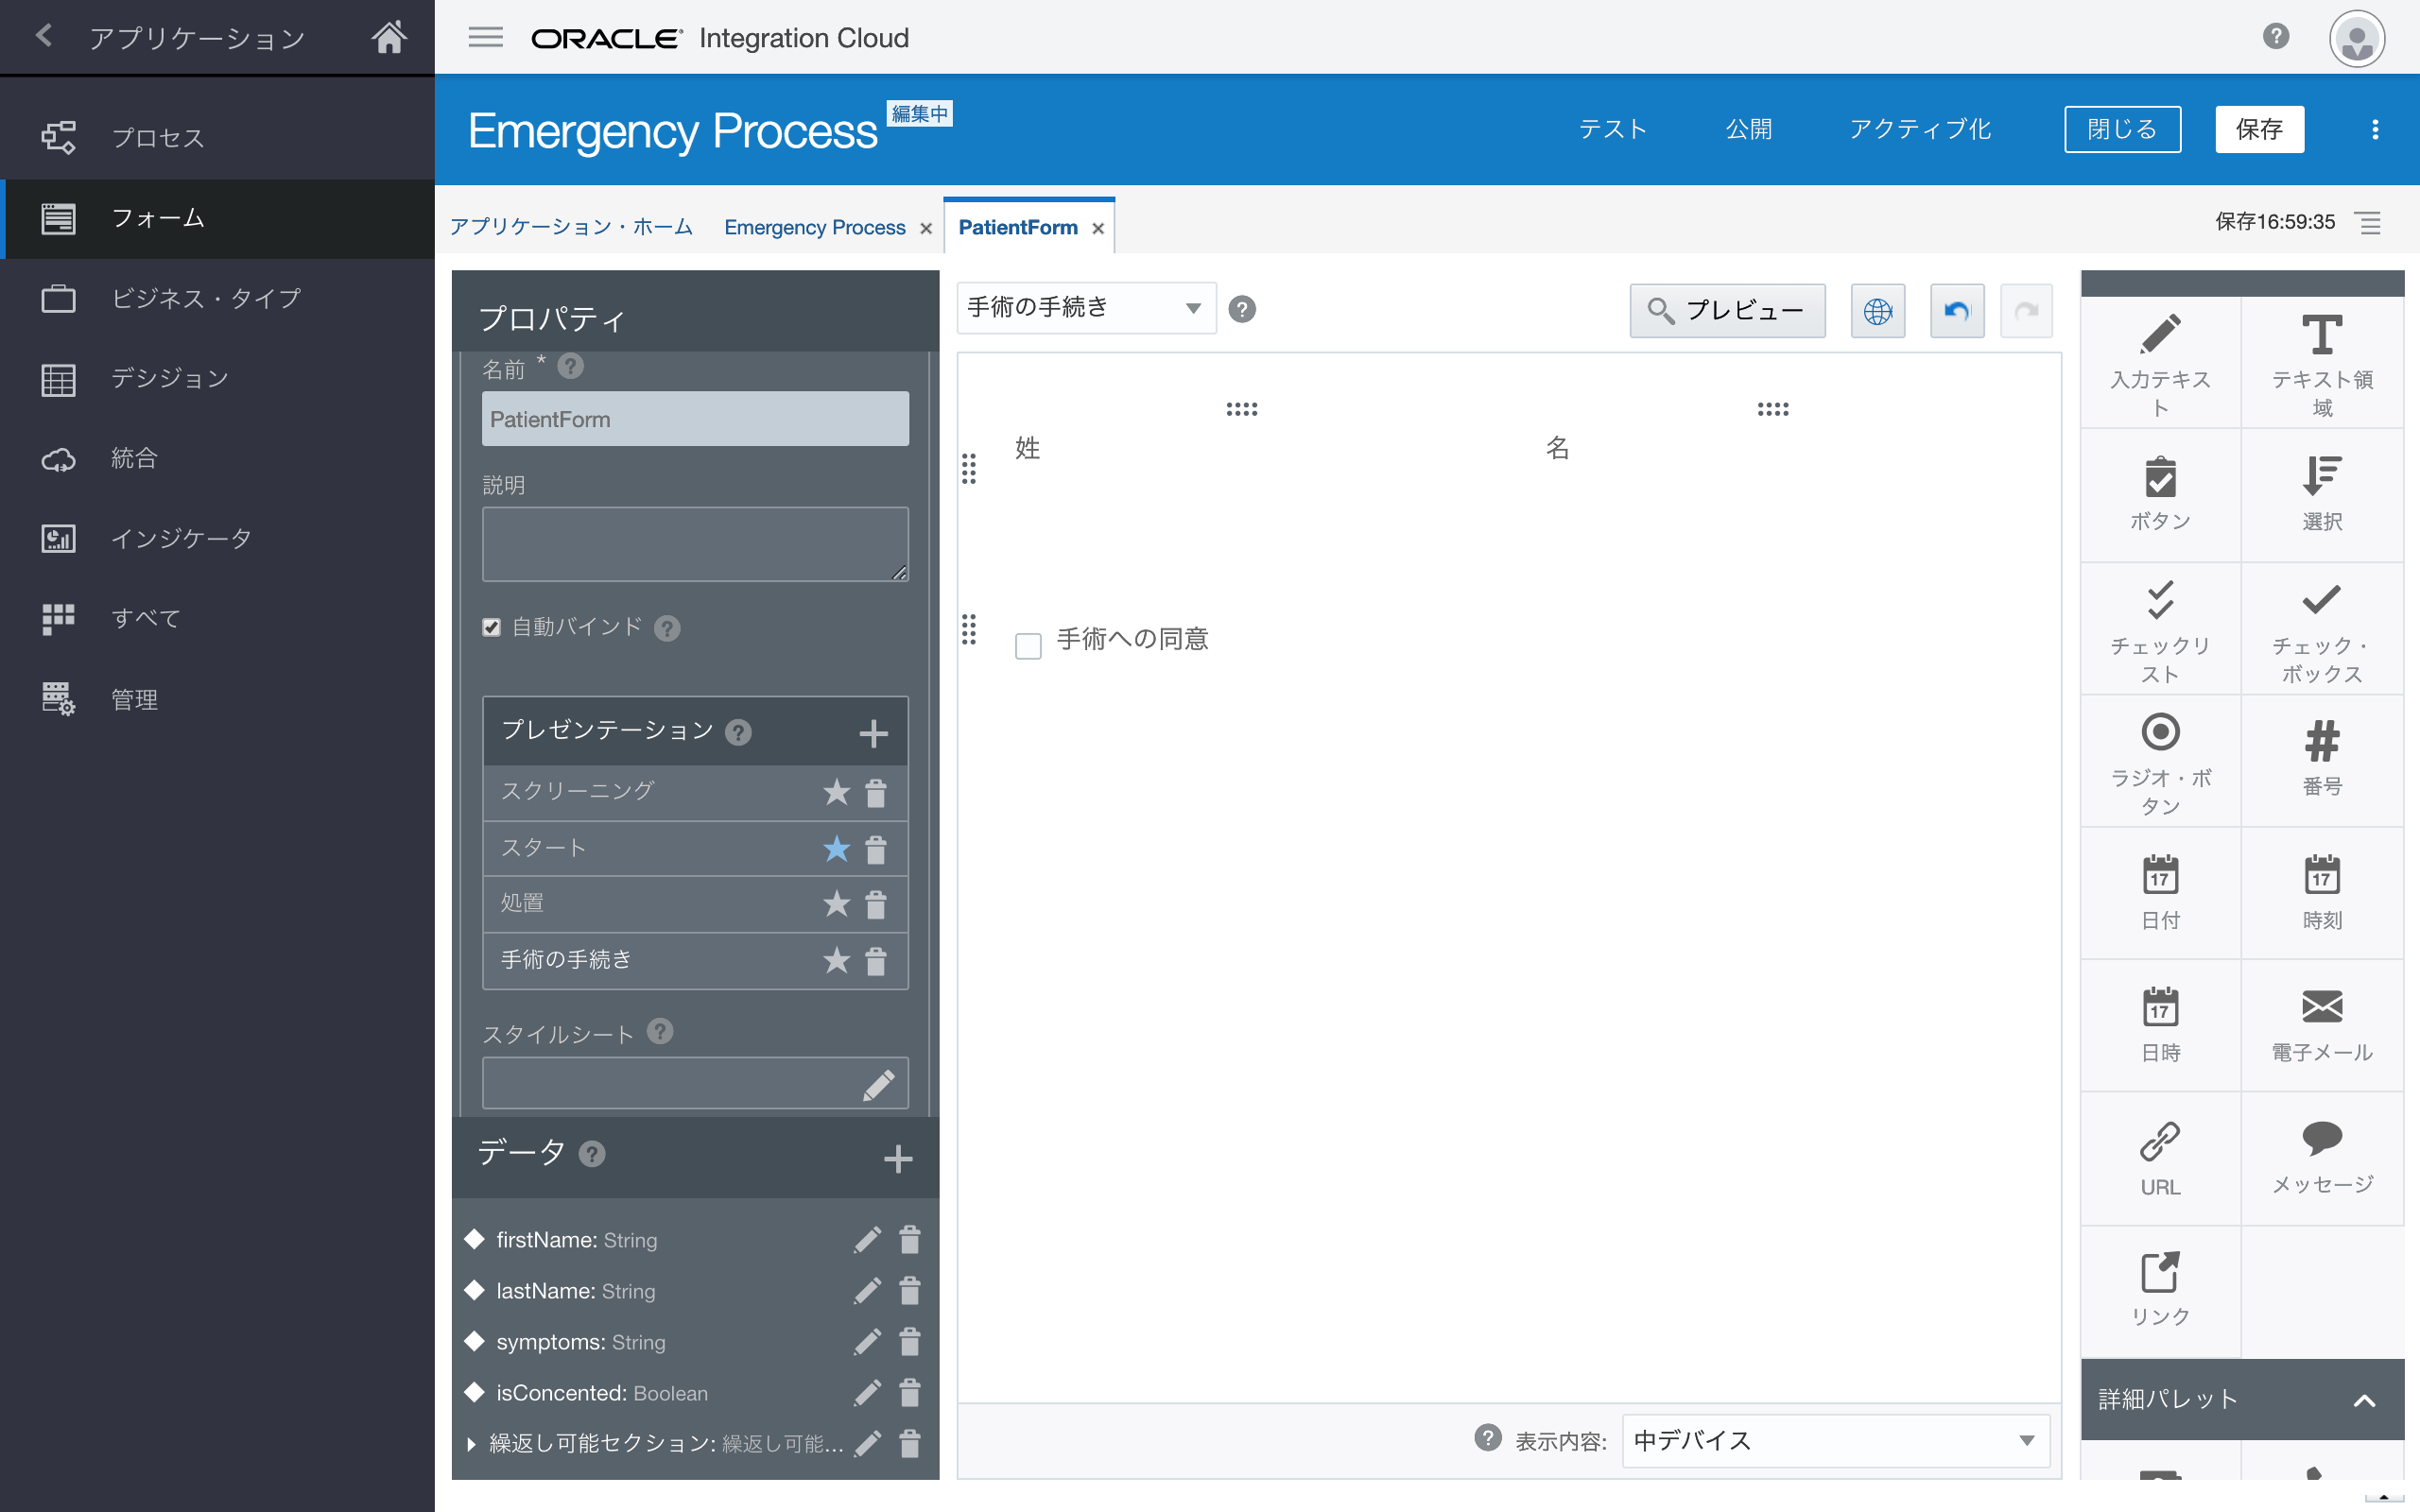 アプリケーション
ORACLE® Integration Cloud
?
プロセス
フォーム
ビジネス・タイプ
デシジョン
統合
インジケータ
すべて
管理
Emergency Process 編集中
テスト 公開 アクティブ化 閉じる 保存
アプリケーション・ホーム Emergency Process × PatientForm ×
保存16:59:35
プロパティ
名前 * ?
PatientForm
説明
自動バインド ?
プレゼンテーション ? +
スクリーニング
スタート
処置
手術の手続き
スタイルシート ?
データ ? +
firstName: String
lastName: String
symptoms: String
isConcented: Boolean
繰返し可能セクション: 繰返し可能...
手術の手続き ?
プレビュー
姓 名
手術への同意
? 表示内容: 中デバイス
入力テキス
ト
テキスト領
域
ボタン
選択
チェックリ
スト
チェック・
ボックス
ラジオ・ボ
タン
#
番号
17
日付
17
時刻
17
日時
電子メール
URL
メッセージ
リンク
詳細パレット